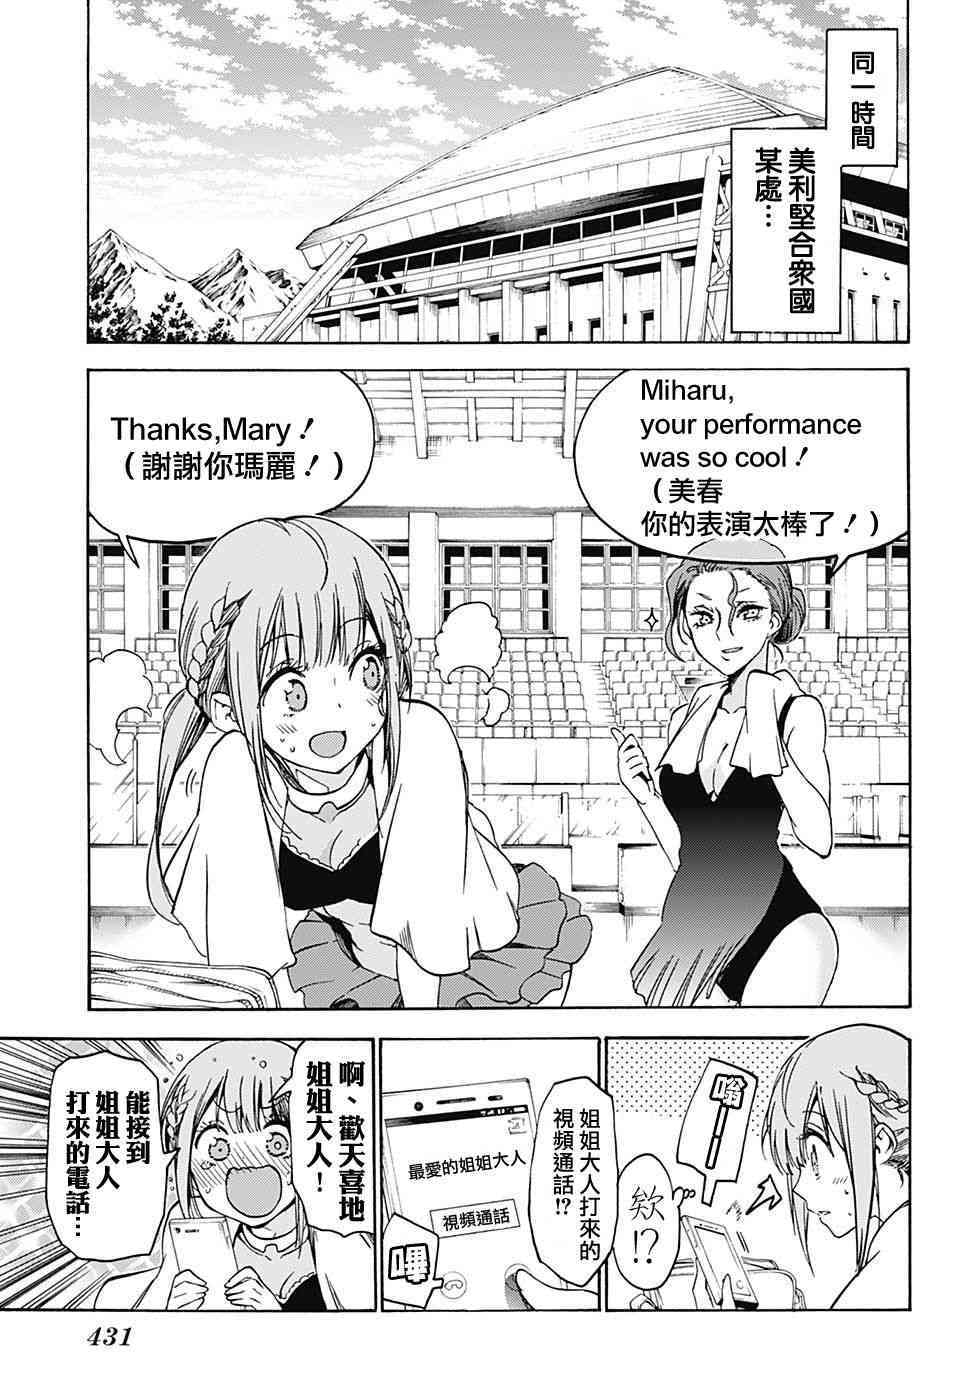 同一時間
美利堅合衆國
某處…
Miharu,
your performance
was so cool！
（美春
你的表演太棒了！）
Thanks,Mary！
（謝謝你瑪麗！）
嗡——
欸!?
姐姐大人打來的
視頻通話!?
最愛的姐姐大人
視頻通話
嗶
啊、歡天喜地
姐姐大人！
能接到
姐姐大人
打來的電話…
431